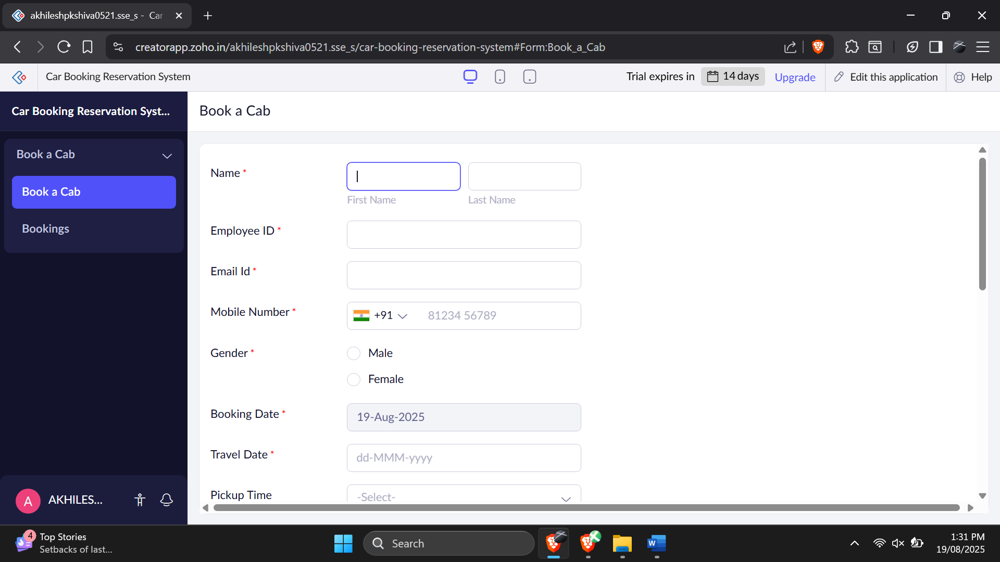 akhileshpkshiva0521.sse_s - Car
creatorapp.zoho.in/akhileshpkshiva0521.sse_s/car-booking-reservation-system#Form:Book_a_Cab
Car Booking Reservation System
Trial expires in 14 days Upgrade Edit this application Help
Car Booking Reservation Syst...
Book a Cab
Book a Cab
Book a Cab
Bookings
Name *
First Name Last Name
Employee ID *
Email Id *
Mobile Number * +91 81234 56789
Gender * Male
Female
Booking Date * 19-Aug-2025
Travel Date * dd-MMM-yyyy
Pickup Time -Select-
A AKHILES...
4 Top Stories
Setbacks of last...
Search
W
1:31 PM
19/08/2025